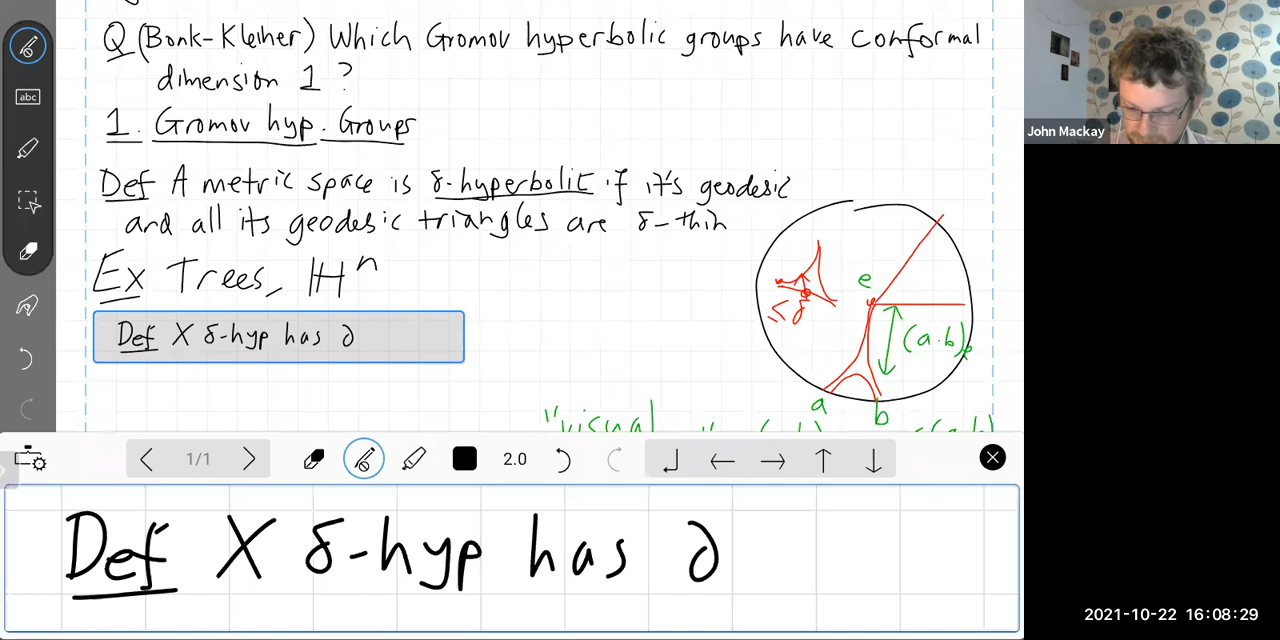 Q (Bonk-Kleiner) Which Gromov hyperbolic groups have conformal
dimension 1 ?
1. Gromov hyp. Groups
Def A metric space is δ-hyperbolic if it's geodesic
and all its geodesic triangles are δ-thin
Ex Trees, ℍⁿ
Def X δ-hyp has ∂
≤ δ
e
(a·b)ₑ
a
b
"visual
abc
1/1
2.0
Def X δ-hyp has ∂
John Mackay
2021-10-22 16:08:29